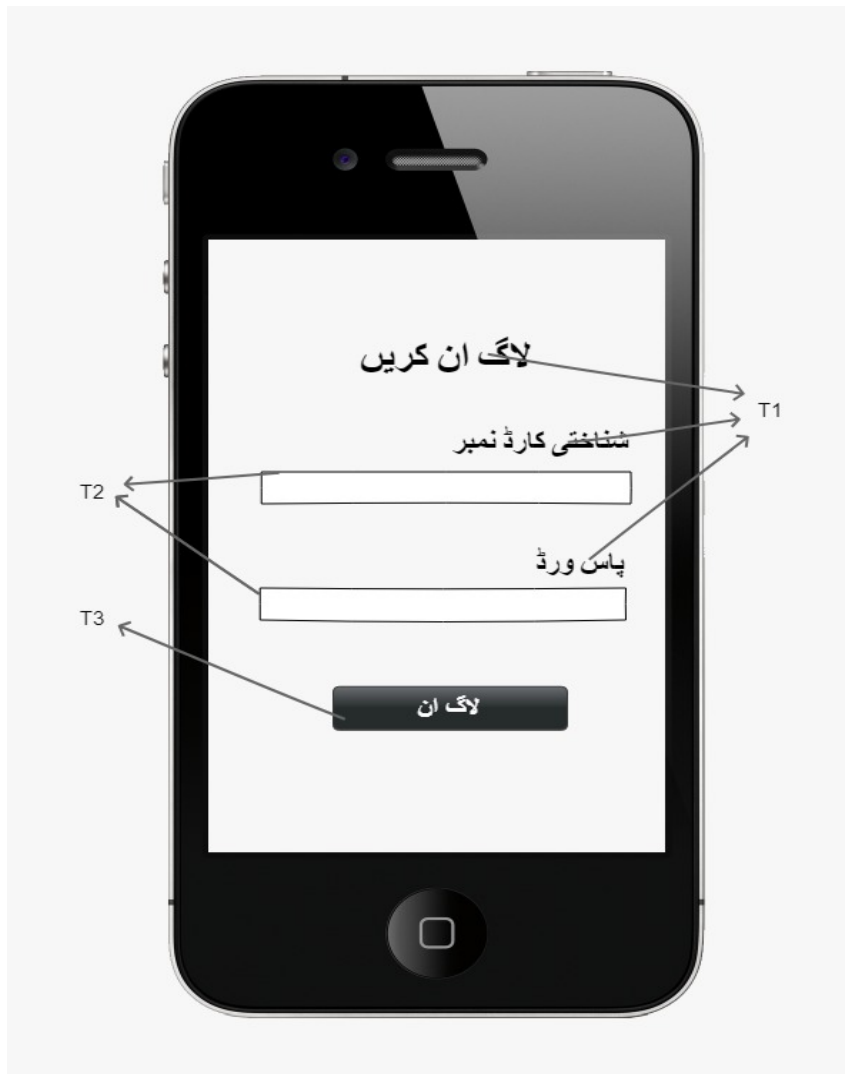 لاگ ان کریں
T1
شناختی کارڈ نمبر
T2
پاس ورڈ
T3
لاگ ان